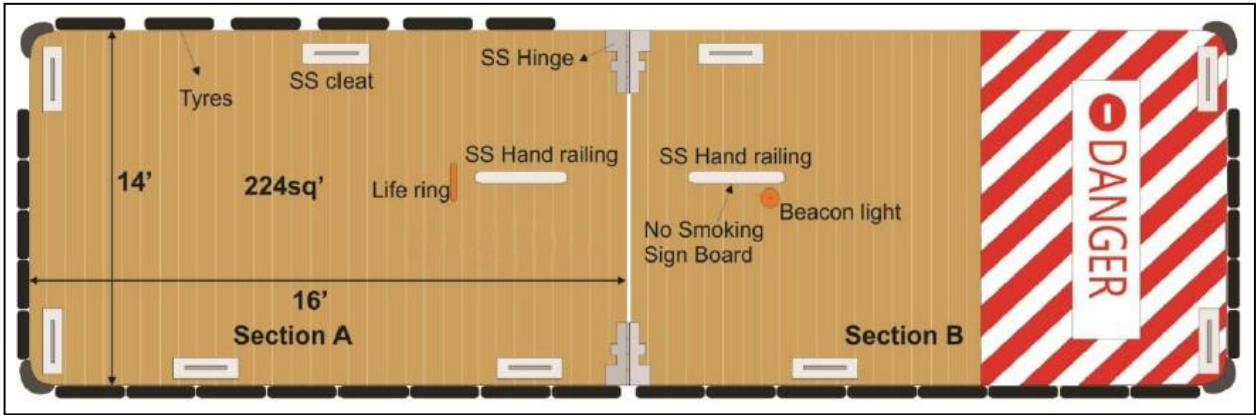 SS Hinge
SS cleat
Tyres
SS Hand railing
SS Hand railing
14’
224sq’
Life ring
Beacon light
No Smoking
Sign Board
16’
Section A
Section B
DANGER